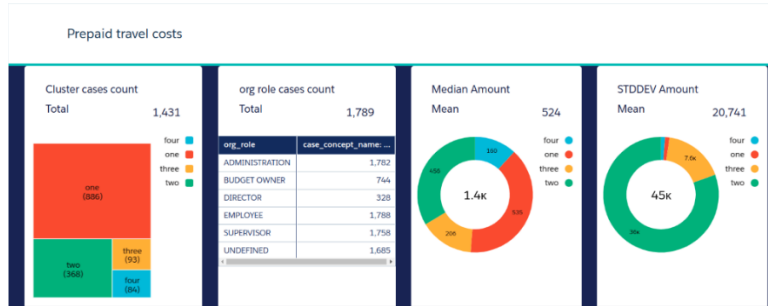 Prepaid travel costs
Cluster cases count
Total 1,431
four
one
three
two
one
(886)
two
(368)
three
(93)
four
(84)
org role cases count
Total 1,789
org_role case_concept_name: ...
ADMINISTRATION 1,782
BUDGET OWNER 744
DIRECTOR 328
EMPLOYEE 1,788
SUPERVISOR 1,758
UNDEFINED 1,685
Median Amount
Mean 524
four
one
three
two
180
456
1.4K
535
STDDEV Amount
Mean 20,741
four
one
three
two
7.6K
45K